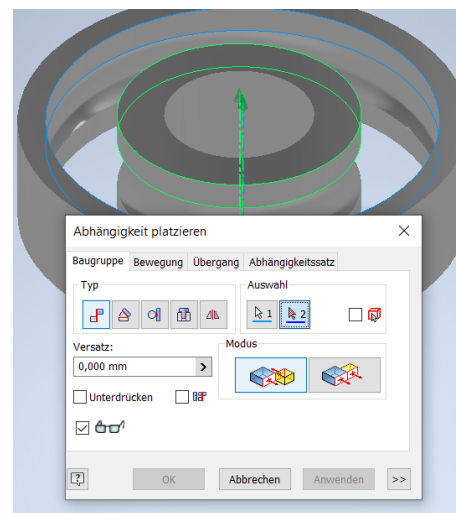 Abhängigkeit platzieren
Baugruppe Bewegung Übergang Abhängigkeitssatz
Typ Auswahl
1 2
Versatz: Modus
0,000 mm
Unterdrücken
OK Abbrechen Anwenden >>